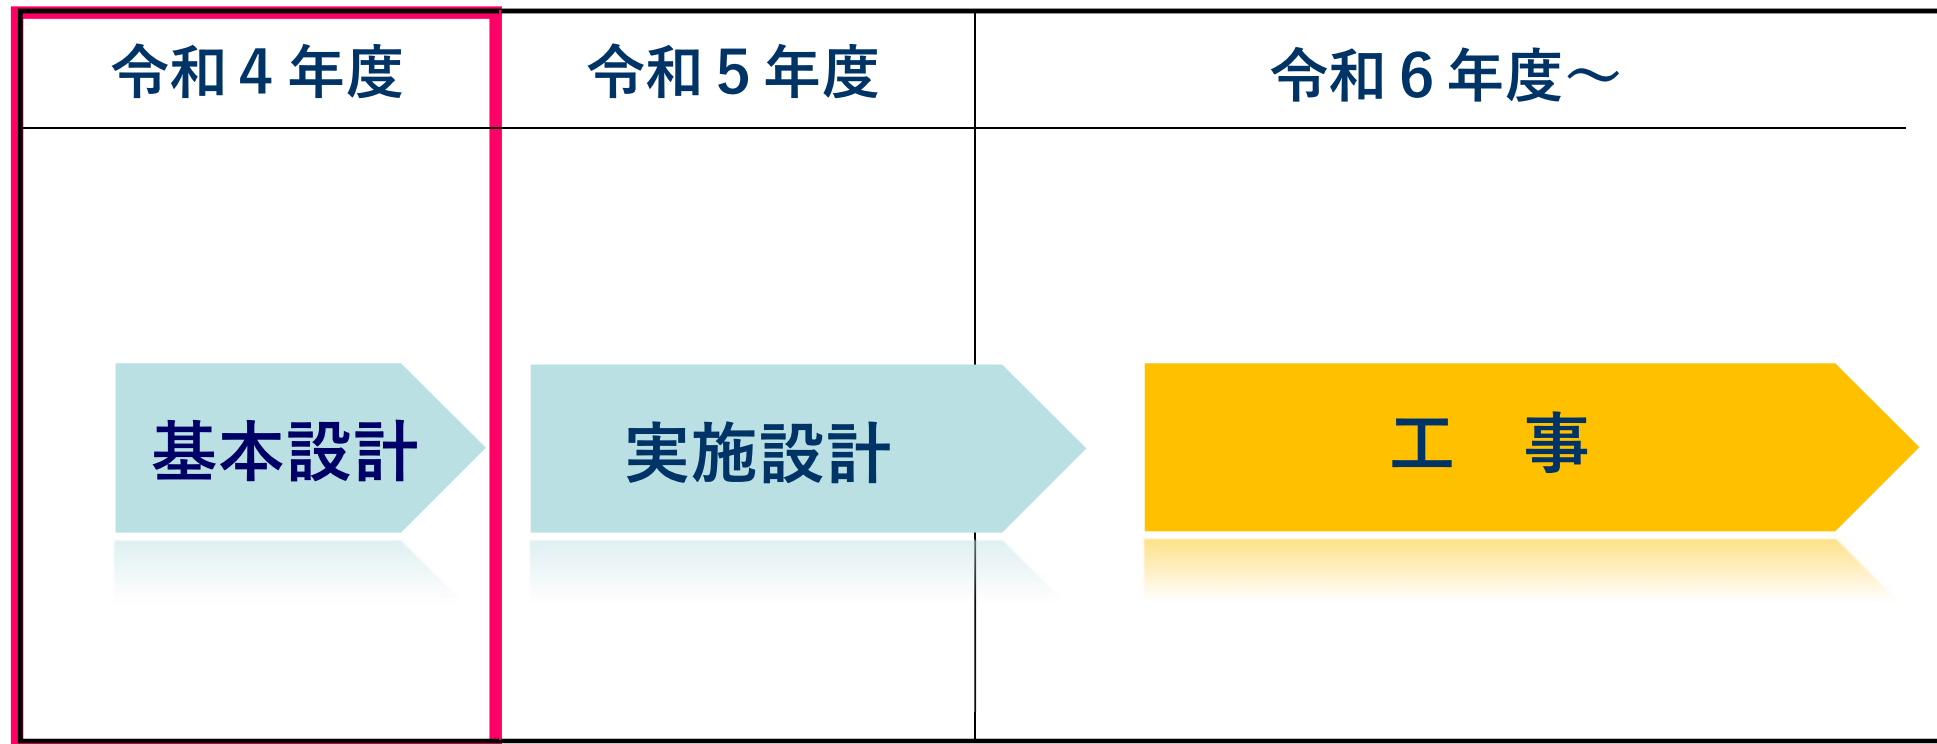 令和４年度
令和５年度
令和６年度～
基本設計
実施設計
工　事